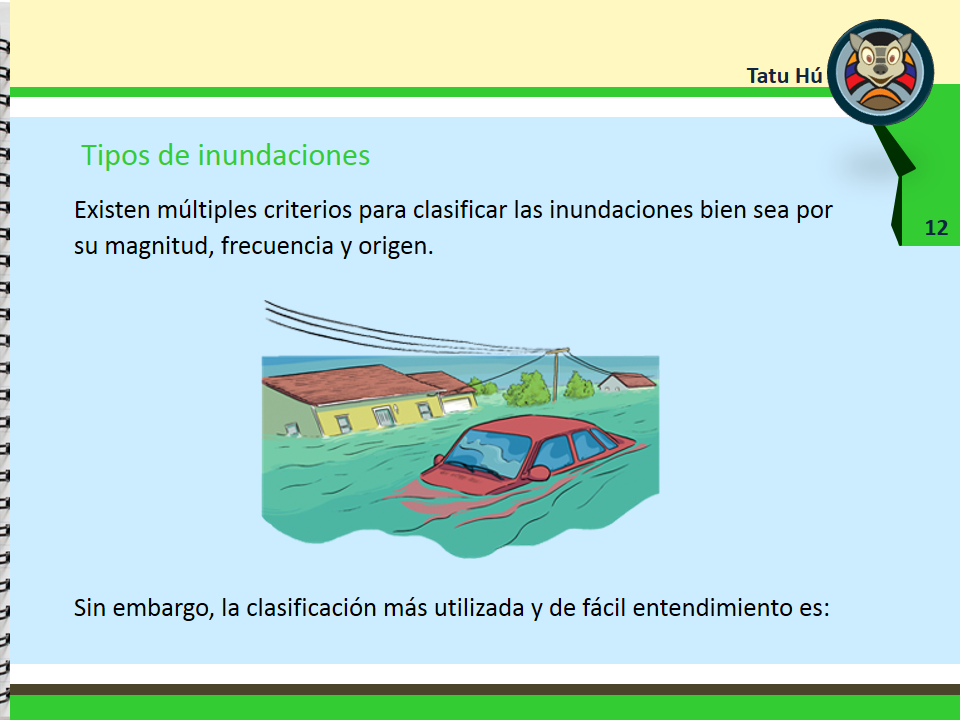 Tatu Hú
12
Tipos de inundaciones
Existen múltiples criterios para clasificar las inundaciones bien sea por
su magnitud, frecuencia y origen.
Sin embargo, la clasificación más utilizada y de fácil entendimiento es: